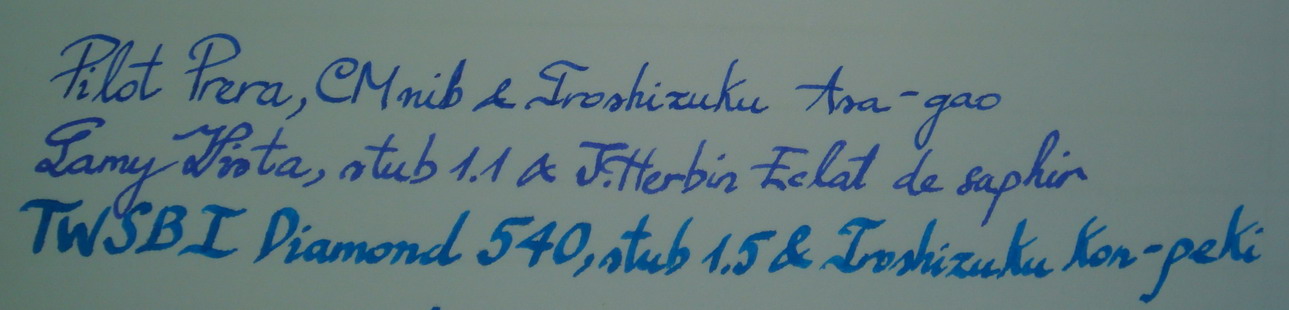 Pilot Prera, CM nib & Iroshizuku Asa-gao
Lamy Vista, stub 1.1 & J. Herbin Eclat de saphir
TWSBI Diamond 540, stub 1.5 & Iroshizuku Kon-peki